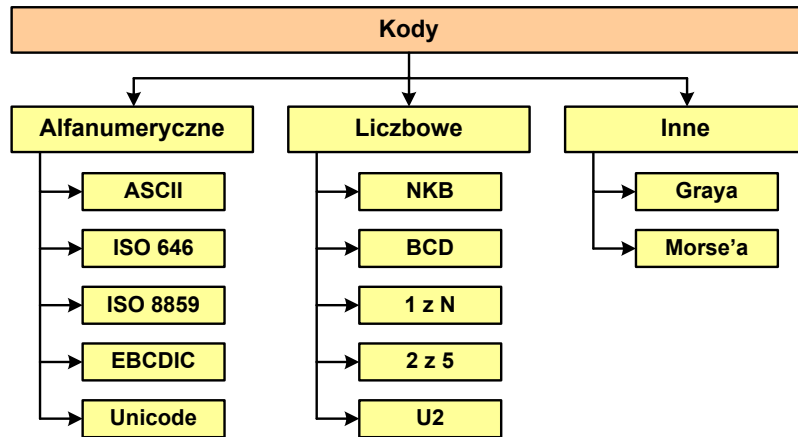 Kody
Alfanumeryczne
ASCII
ISO 646
ISO 8859
EBCDIC
Unicode
Liczbowe
NKB
BCD
1 z N
2 z 5
U2
Inne
Graya
Morse’a